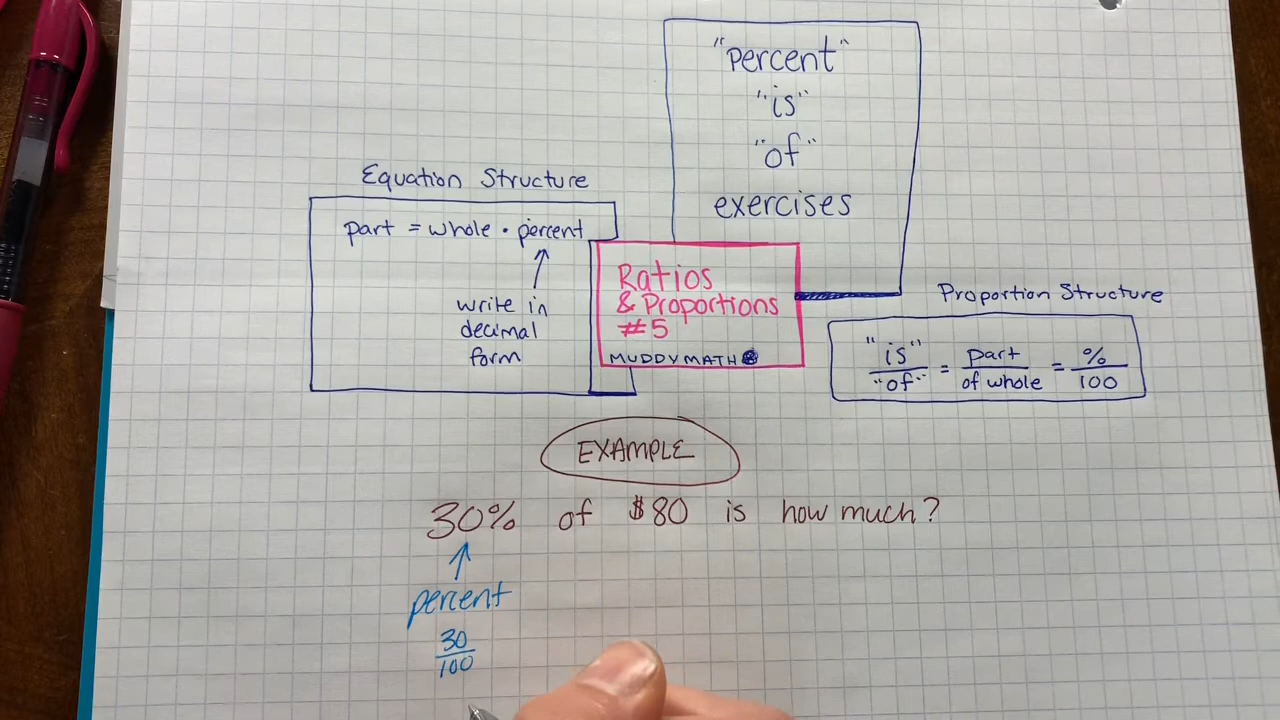 "percent"
"is"
"of"
exercises
Equation Structure
part = whole · percent
write in
decimal
form
Ratios
& Proportions
#5
MUDDYMATH
Proportion Structure
"is"/"of" = part/of whole = %/100
EXAMPLE
30% of $80 is how much?
percent
30/100